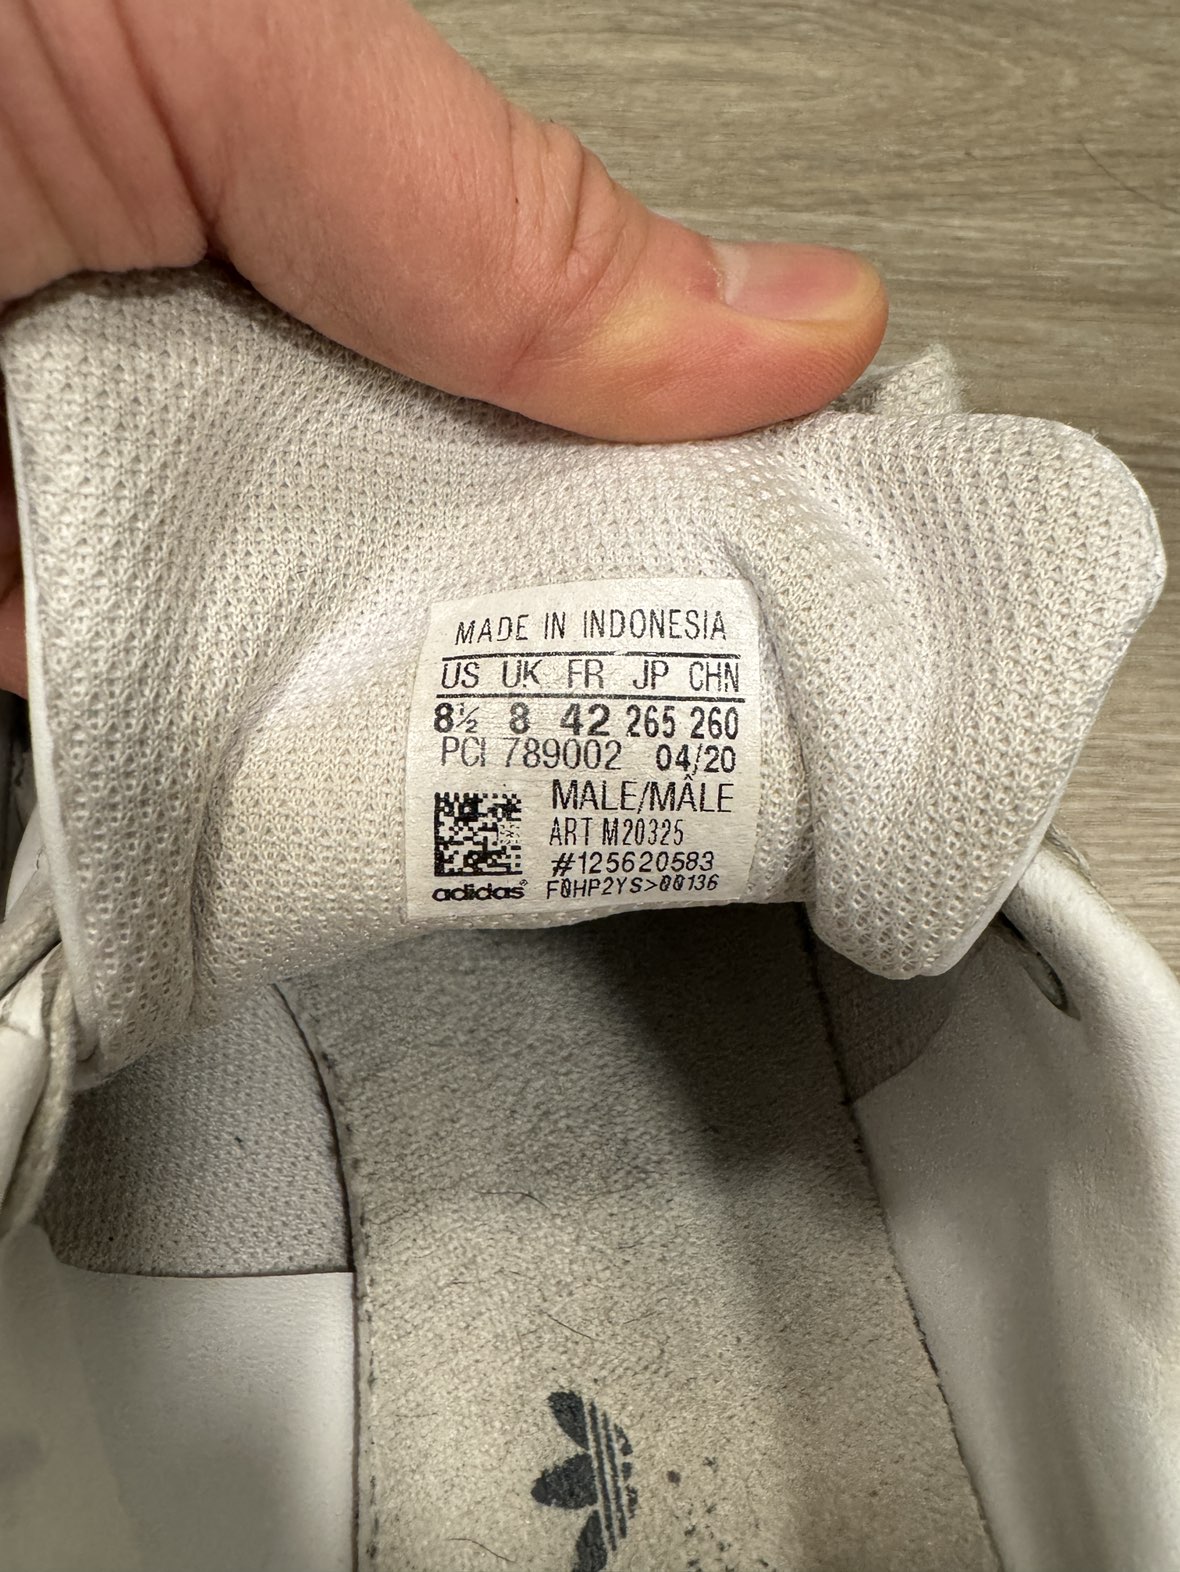 MADE IN INDONESIA
US UK FR JP CHN
8½ 8 42 265 260
PCI 789002 04/20
MALE/MÂLE
ART M20325
#125620583
adidas® FQHP2YS>00136